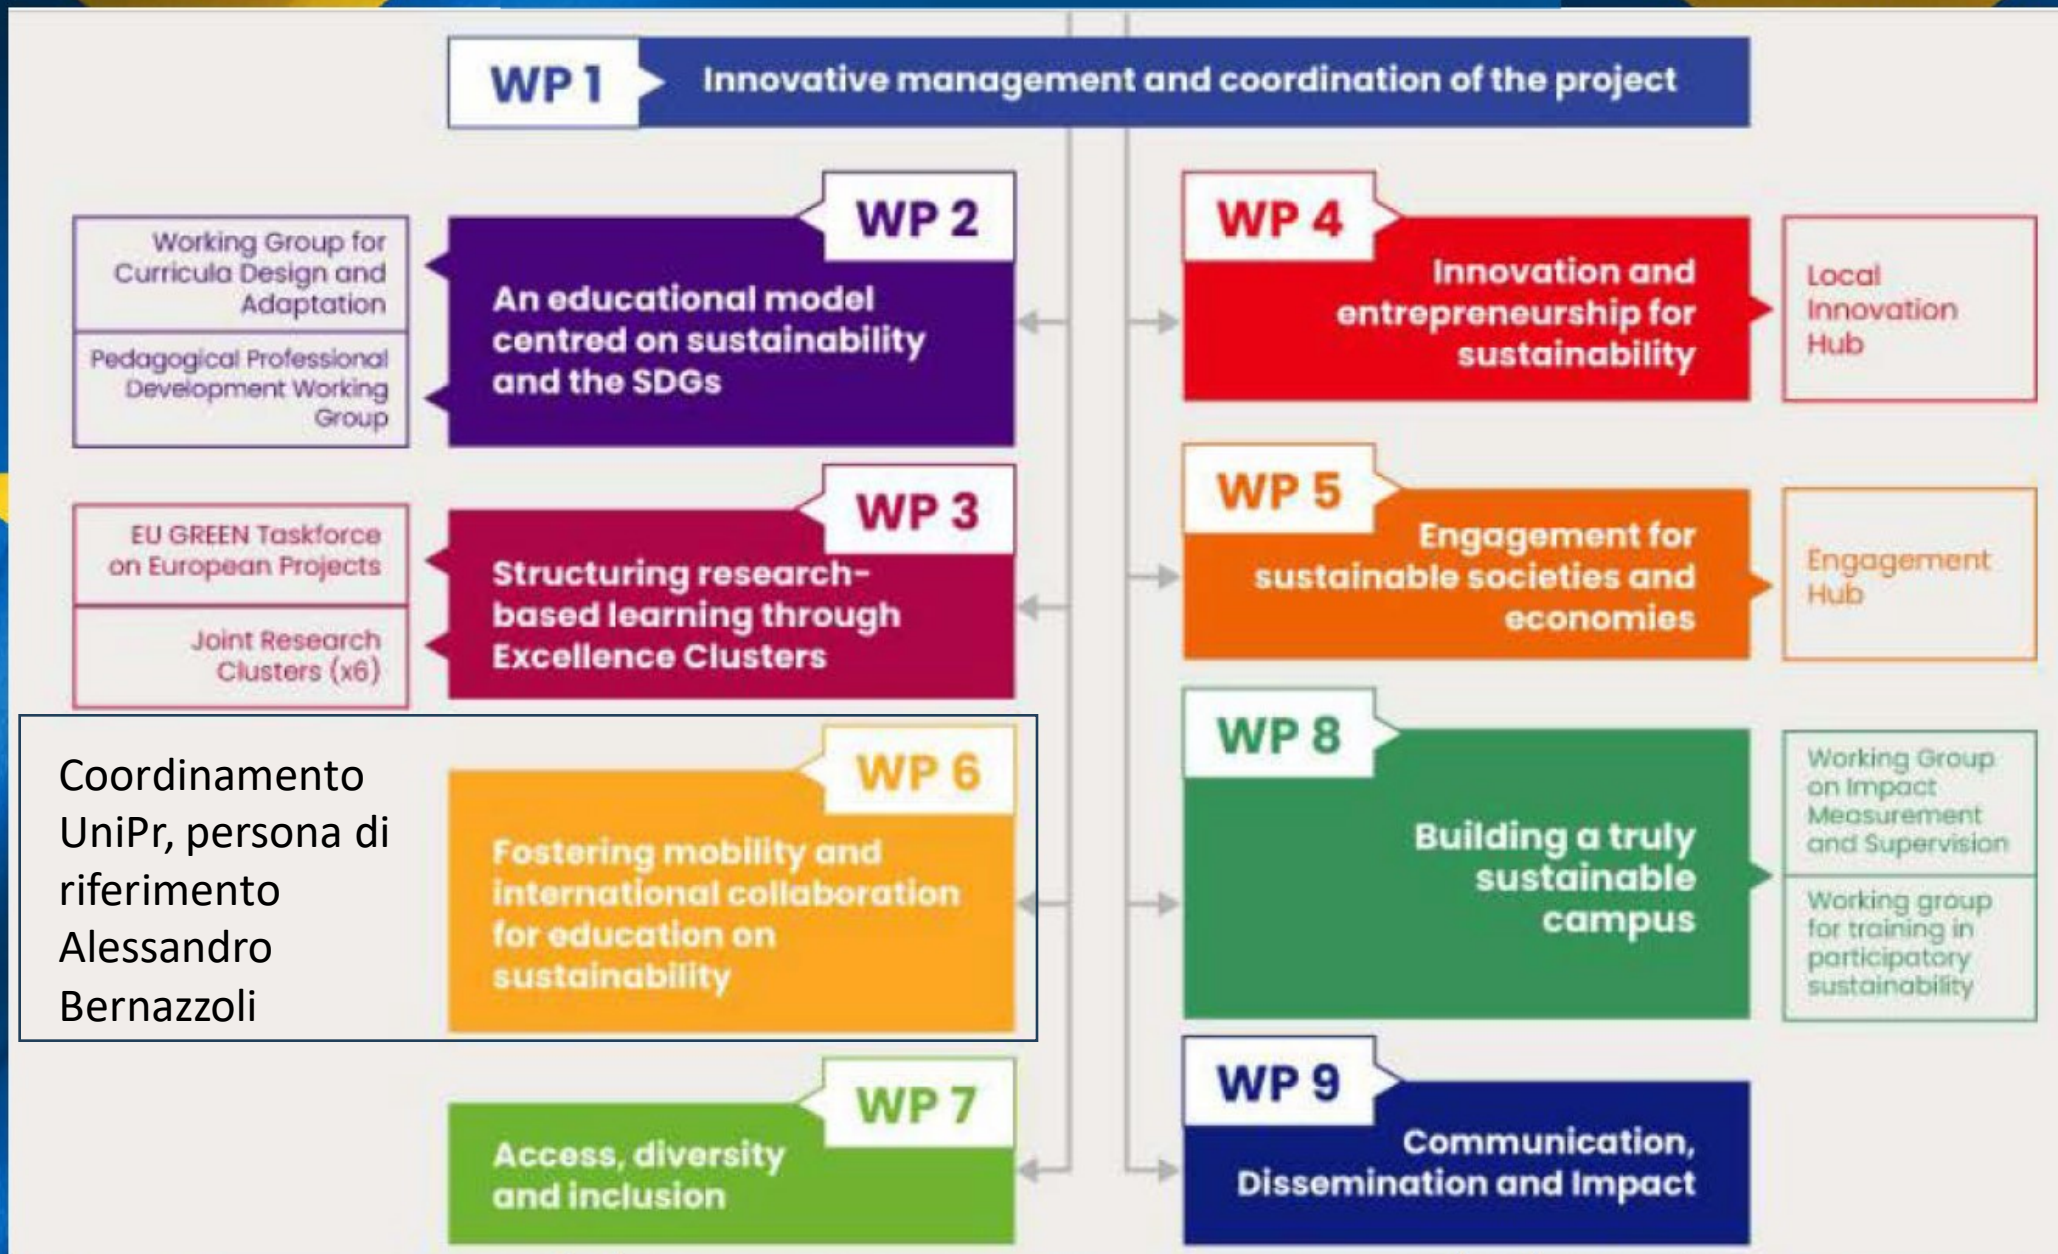 WP 1
Innovative management and coordination of the project
WP 2
Working Group for
Curricula Design and
Adaptation
Pedagogical Professional
Development Working
Group
An educational model
centred on sustainability
and the SDGs
WP 3
EU GREEN Taskforce
on European Projects
Joint Research
Clusters (x6)
Structuring research-
based learning through
Excellence Clusters
Coordinamento
UniPr, persona di
riferimento
Alessandro
Bernazzoli
WP 6
Fostering mobility and
international collaboration
for education on
sustainability
WP 7
Access, diversity
and inclusion
WP 4
Innovation and
entrepreneurship for
sustainability
Local
Innovation
Hub
WP 5
Engagement for
sustainable societies and
economies
Engagement
Hub
WP 8
Building a truly
sustainable
campus
Working Group
on Impact
Measurement
and Supervision
Working group
for training in
participatory
sustainability
WP 9
Communication,
Dissemination and Impact